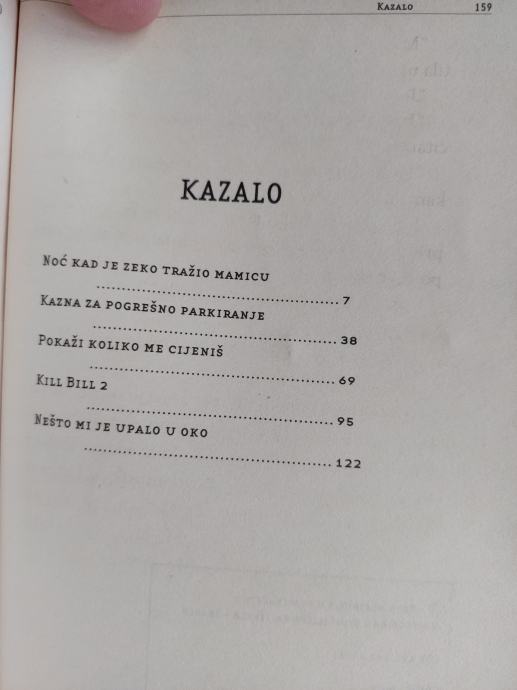 Kazalo 159
KAZALO
Noć kad je zeko tražio mamicu
........................................ 7
Kazna za pogrešno parkiranje
........................................ 38
Pokaži koliko me cijeniš
........................................ 69
Kill Bill 2
........................................ 95
Nešto mi je upalo u oko
........................................ 122